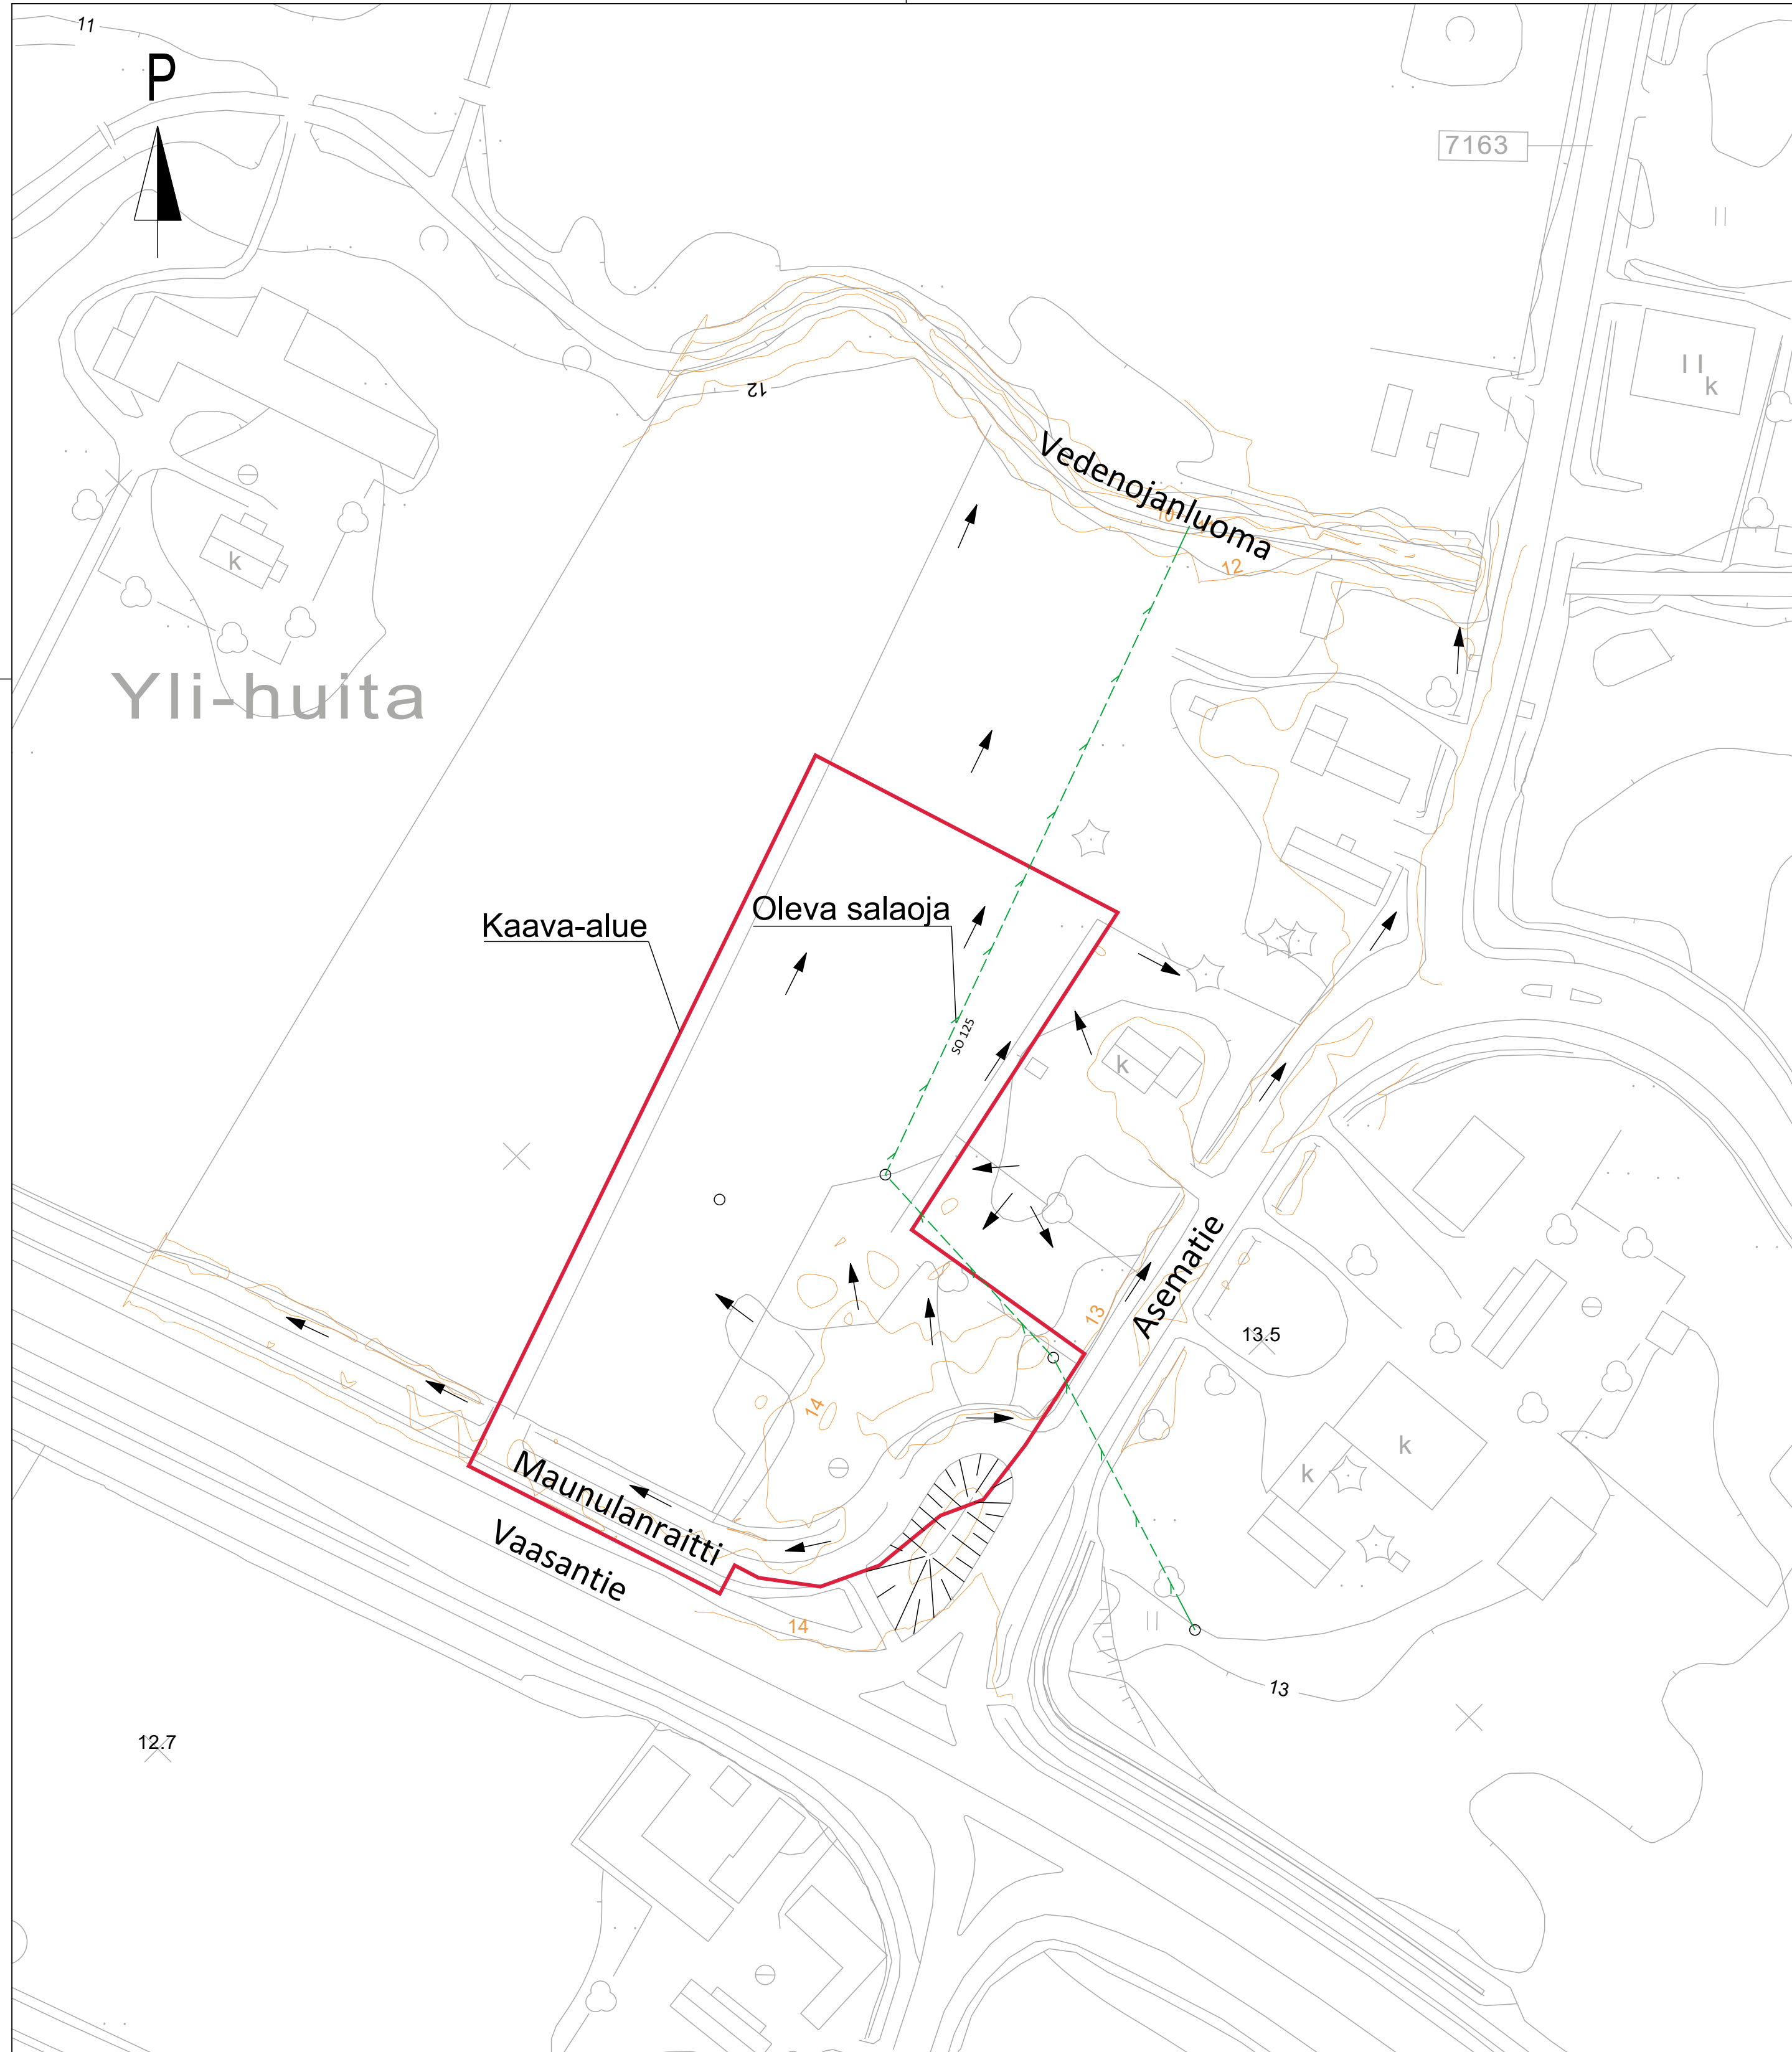 11
P
7163
I I
k
12
Vedenojanluoma
10
12
k
Yli-huita
Kaava-alue
Oleva salaoja
SO 125
k
Asematie
13
13.5
14
k
k
Maunulanraitti
Vaasantie
14
13
12.7